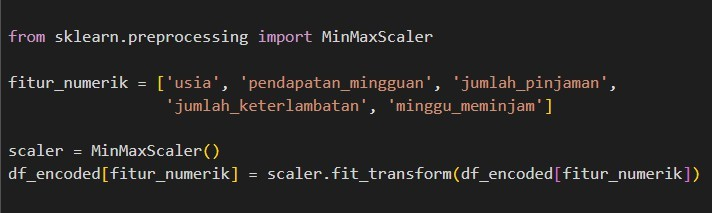 from sklearn.preprocessing import MinMaxScaler
fitur_numerik = ['usia', 'pendapatan_mingguan', 'jumlah_pinjaman',
'jumlah_keterlambatan', 'minggu_meminjam']
scaler = MinMaxScaler()
df_encoded[fitur_numerik] = scaler.fit_transform(df_encoded[fitur_numerik])